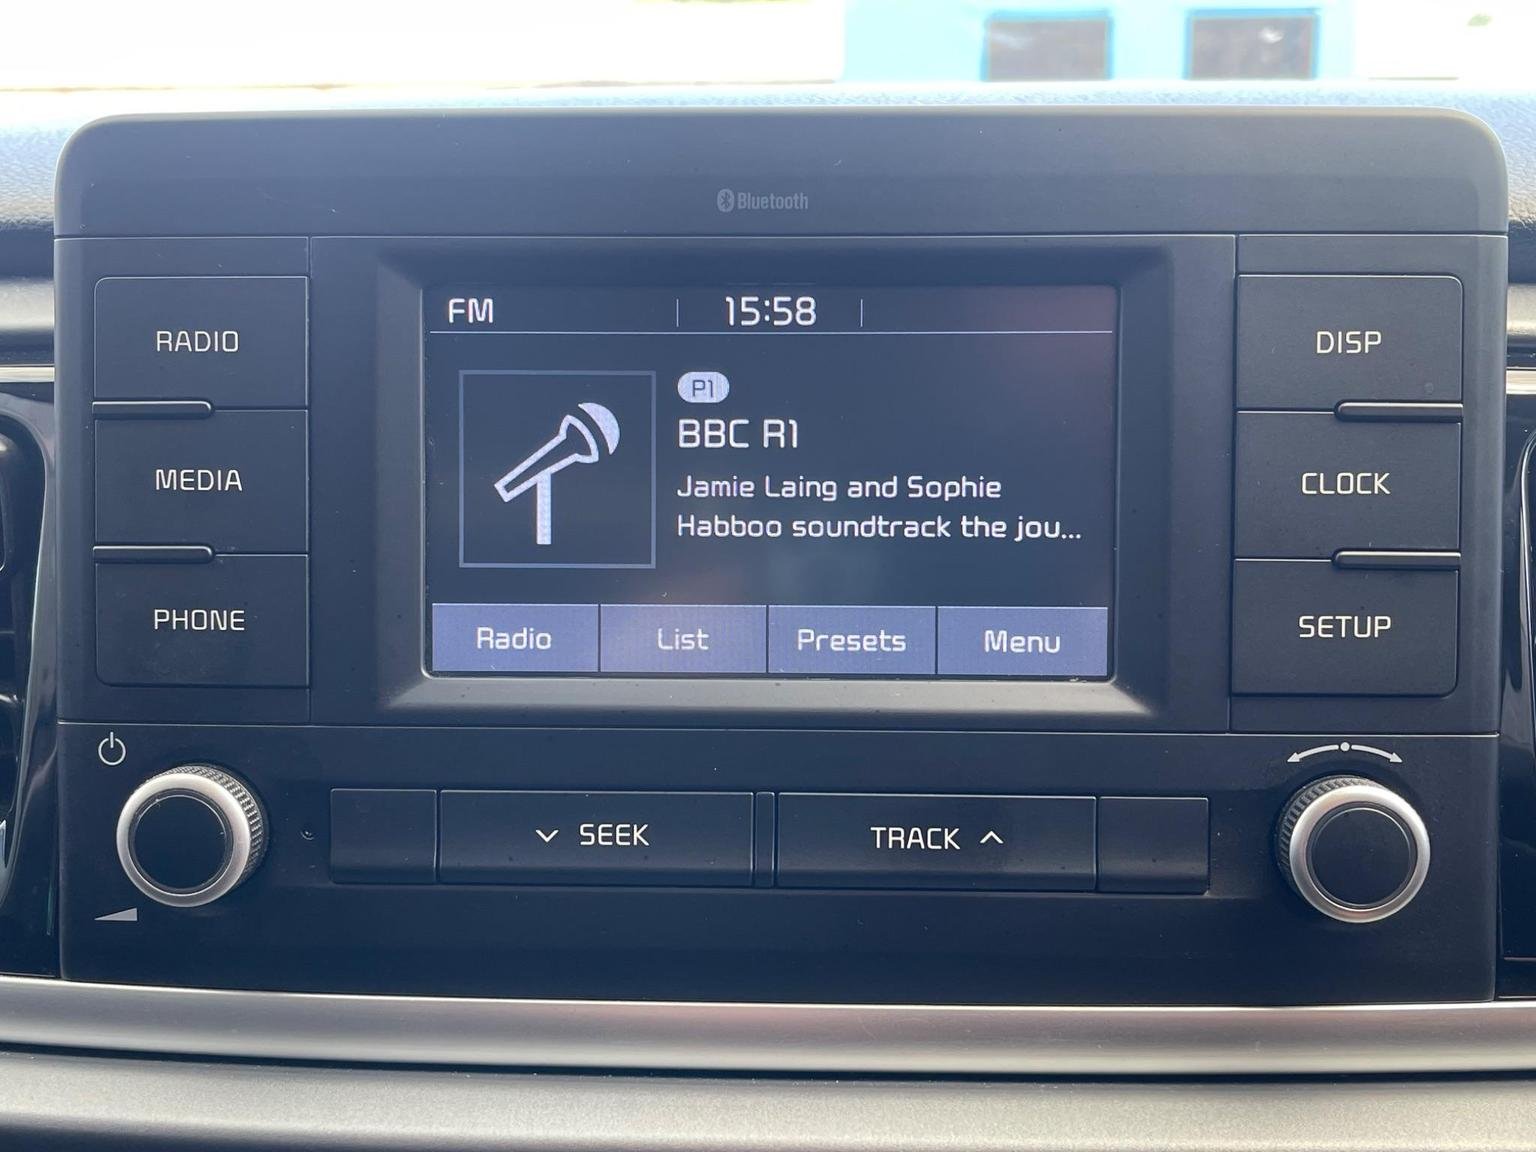 Bluetooth
RADIO
MEDIA
PHONE
FM
15:58
P1
BBC R1
Jamie Laing and Sophie
Habboo soundtrack the jou...
Radio
List
Presets
Menu
DISP
CLOCK
SETUP
SEEK
TRACK